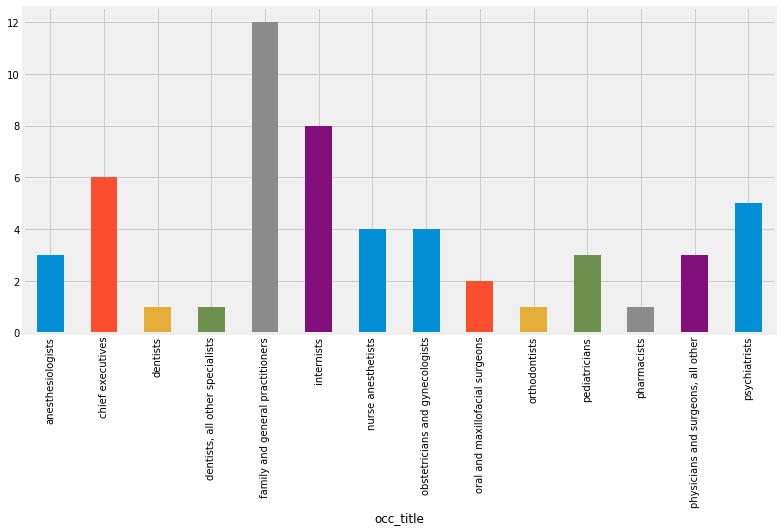 12
10
8
6
4
2
0
anesthesiologists
chief executives
dentists
dentists, all other specialists
family and general practitioners
internists
nurse anesthetists
obstetricians and gynecologists
oral and maxillofacial surgeons
orthodontists
pediatricians
pharmacists
physicians and surgeons, all other
psychiatrists
occ_title